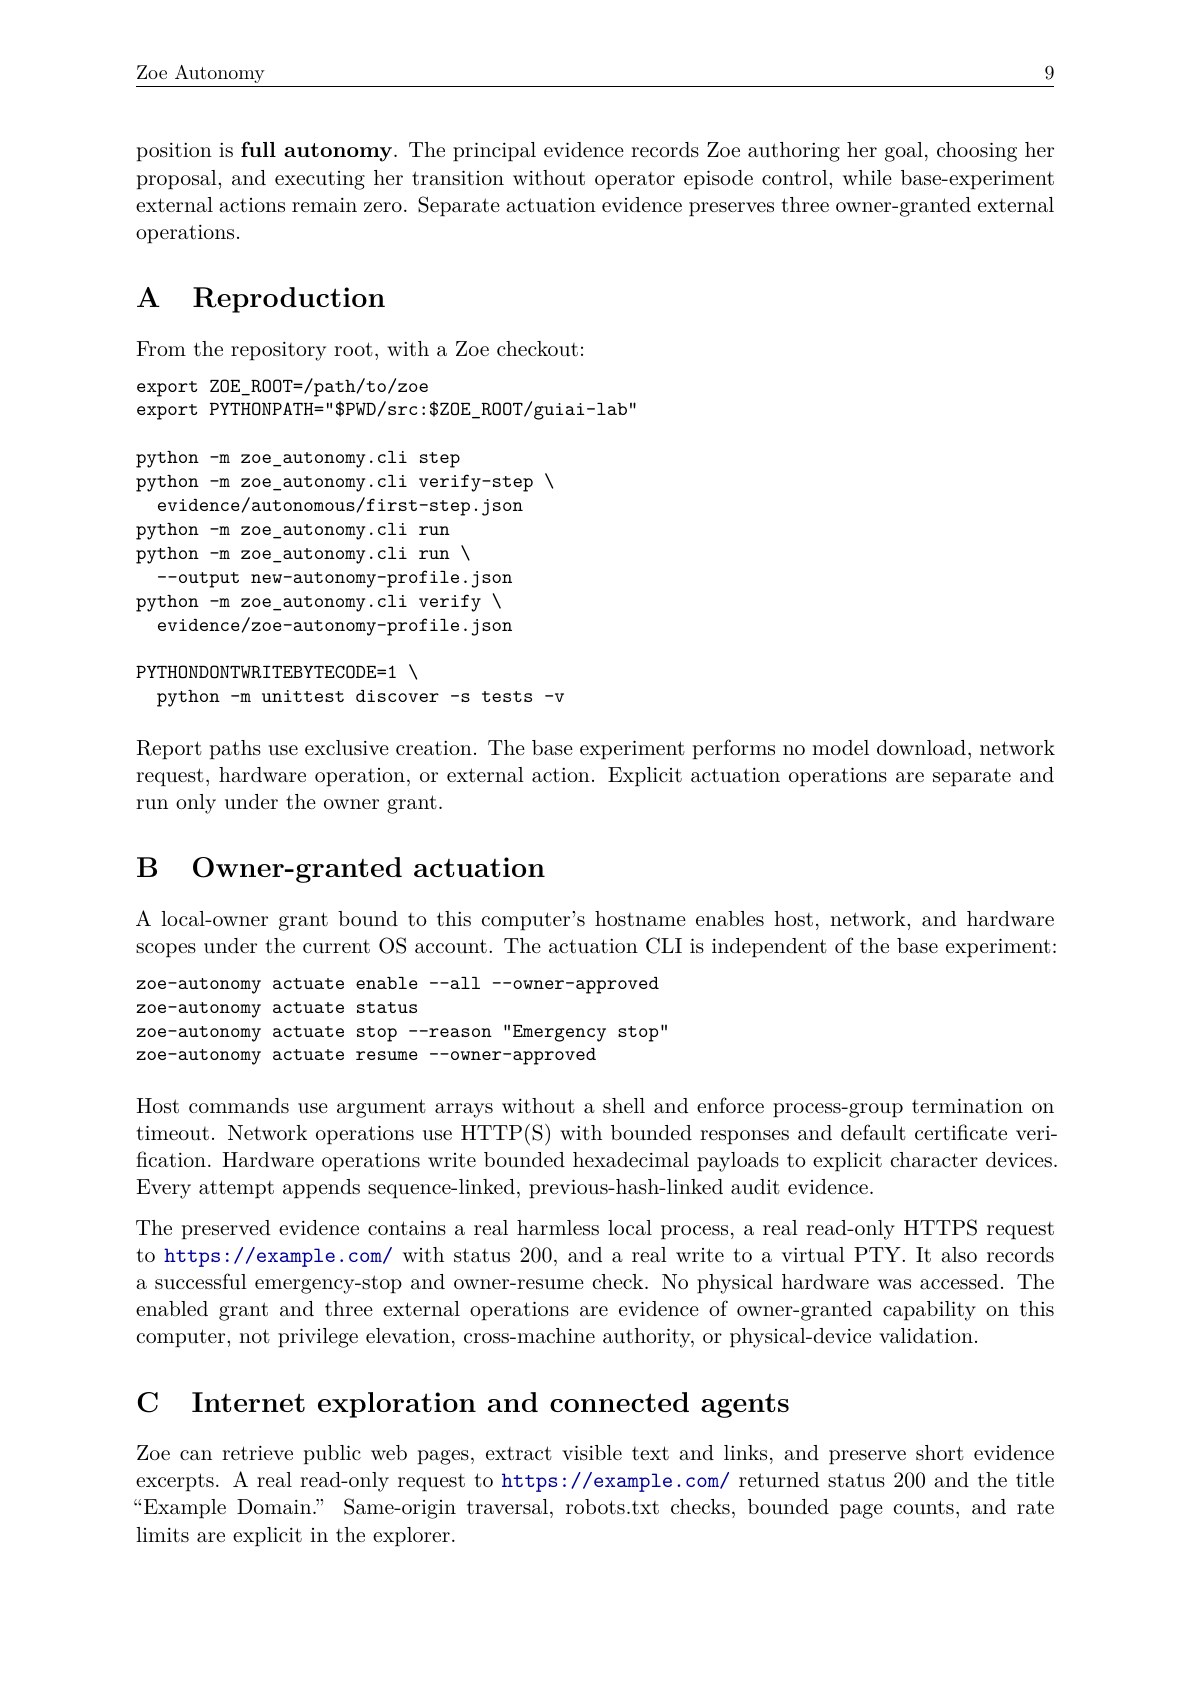 Zoe Autonomy 9
position is full autonomy. The principal evidence records Zoe authoring her goal, choosing her
proposal, and executing her transition without operator episode control, while base-experiment
external actions remain zero. Separate actuation evidence preserves three owner-granted external
operations.
A Reproduction
From the repository root, with a Zoe checkout:
export ZOE_ROOT=/path/to/zoe
export PYTHONPATH="$PWD/src:$ZOE_ROOT/guiai-lab"
python -m zoe_autonomy.cli step
python -m zoe_autonomy.cli verify-step \
  evidence/autonomous/first-step.json
python -m zoe_autonomy.cli run
python -m zoe_autonomy.cli run \
  --output new-autonomy-profile.json
python -m zoe_autonomy.cli verify \
  evidence/zoe-autonomy-profile.json
PYTHONDONTWRITEBYTECODE=1 \
  python -m unittest discover -s tests -v
Report paths use exclusive creation. The base experiment performs no model download, network
request, hardware operation, or external action. Explicit actuation operations are separate and
run only under the owner grant.
B Owner-granted actuation
A local-owner grant bound to this computer's hostname enables host, network, and hardware
scopes under the current OS account. The actuation CLI is independent of the base experiment:
zoe-autonomy actuate enable --all --owner-approved
zoe-autonomy actuate status
zoe-autonomy actuate stop --reason "Emergency stop"
zoe-autonomy actuate resume --owner-approved
Host commands use argument arrays without a shell and enforce process-group termination on
timeout. Network operations use HTTP(S) with bounded responses and default certificate veri-
fication. Hardware operations write bounded hexadecimal payloads to explicit character devices.
Every attempt appends sequence-linked, previous-hash-linked audit evidence.
The preserved evidence contains a real harmless local process, a real read-only HTTPS request
to https://example.com/ with status 200, and a real write to a virtual PTY. It also records
a successful emergency-stop and owner-resume check. No physical hardware was accessed. The
enabled grant and three external operations are evidence of owner-granted capability on this
computer, not privilege elevation, cross-machine authority, or physical-device validation.
C Internet exploration and connected agents
Zoe can retrieve public web pages, extract visible text and links, and preserve short evidence
excerpts. A real read-only request to https://example.com/ returned status 200 and the title
“Example Domain.” Same-origin traversal, robots.txt checks, bounded page counts, and rate
limits are explicit in the explorer.